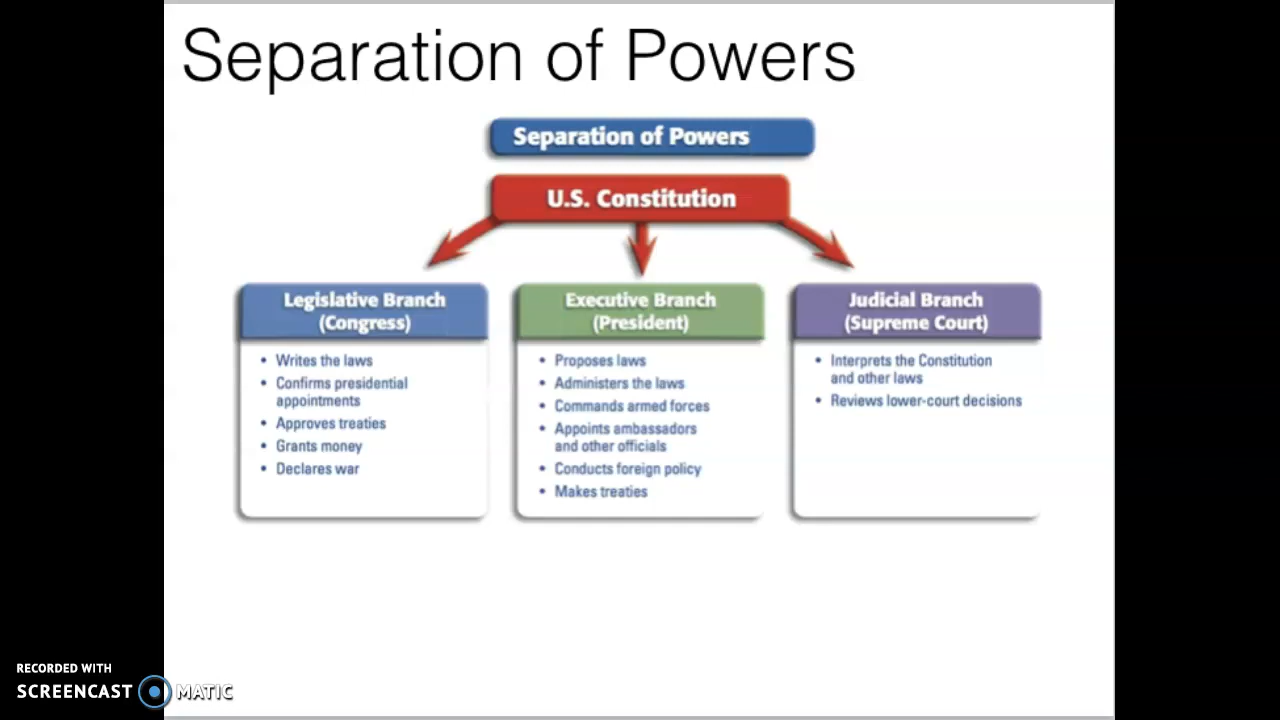 Separation of Powers
Separation of Powers
U.S. Constitution
Legislative Branch
(Congress)
• Writes the laws
• Confirms presidential
appointments
• Approves treaties
• Grants money
• Declares war
Executive Branch
(President)
• Proposes laws
• Administers the laws
• Commands armed forces
• Appoints ambassadors
and other officials
• Conducts foreign policy
• Makes treaties
Judicial Branch
(Supreme Court)
• Interprets the Constitution
and other laws
• Reviews lower-court decisions
RECORDED WITH
SCREENCAST MATIC